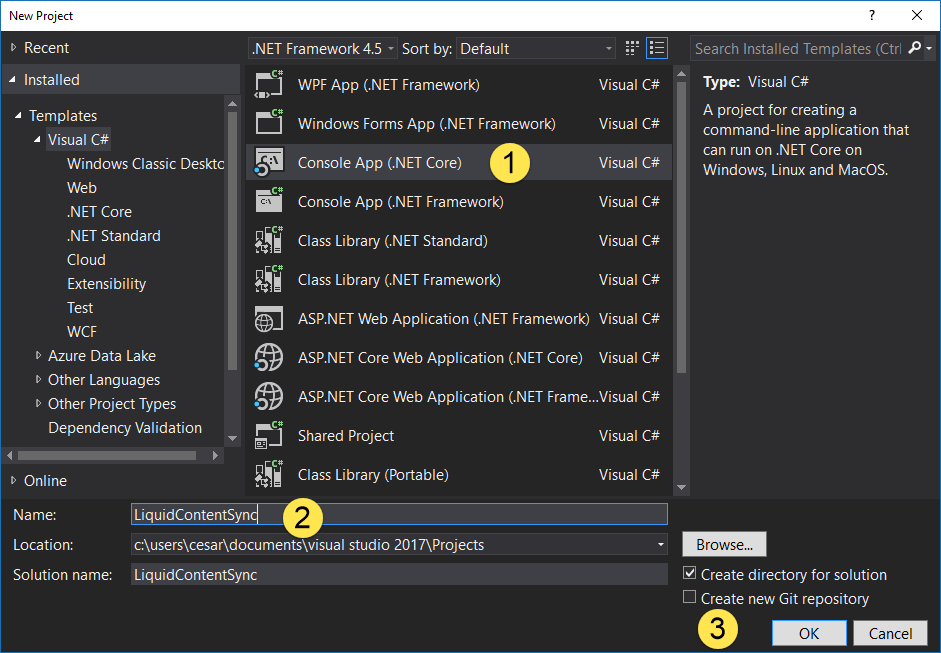 New Project
?
Recent
.NET Framework 4.5
Sort by:
Default
Search Installed Templates (Ctrl
Installed
Templates
Visual C#
Windows Classic Deskto
Web
.NET Core
.NET Standard
Cloud
Extensibility
Test
WCF
Azure Data Lake
Other Languages
Other Project Types
Dependency Validation
Online
WPF App (.NET Framework) Visual C#
Windows Forms App (.NET Framework) Visual C#
Console App (.NET Core) 1 Visual C#
Console App (.NET Framework) Visual C#
Class Library (.NET Standard) Visual C#
Class Library (.NET Framework) Visual C#
ASP.NET Web Application (.NET Framework) Visual C#
ASP.NET Core Web Application (.NET Core) Visual C#
ASP.NET Core Web Application (.NET Frame... Visual C#
Shared Project Visual C#
Class Library (Portable) Visual C#
Type: Visual C#
A project for creating a
command-line application that
can run on .NET Core on
Windows, Linux and MacOS.
Name: LiquidContentSync 2
Location: c:\users\cesar\documents\visual studio 2017\Projects
Browse...
Solution name: LiquidContentSync
Create directory for solution
Create new Git repository
3
OK
Cancel